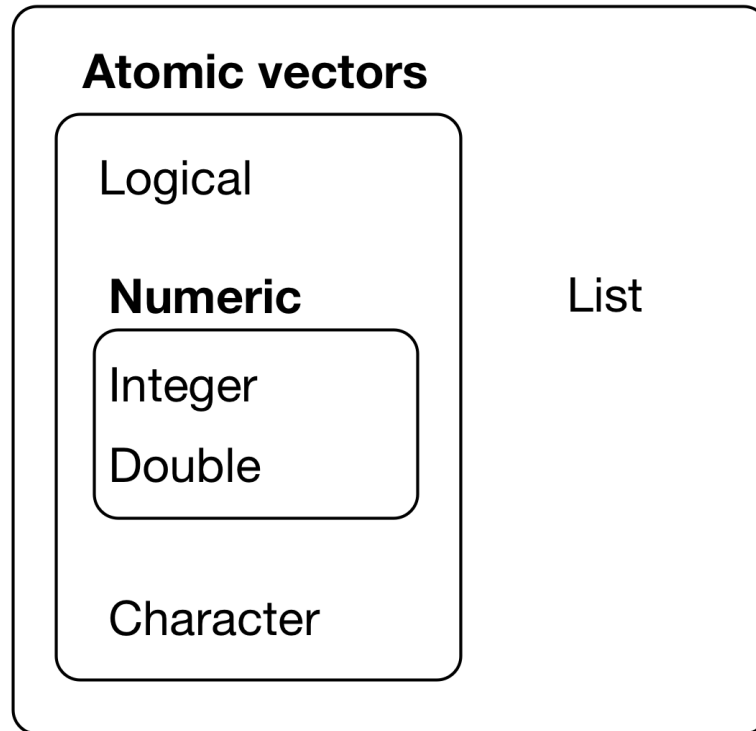 Atomic vectors
Logical
Numeric
List
Integer
Double
Character